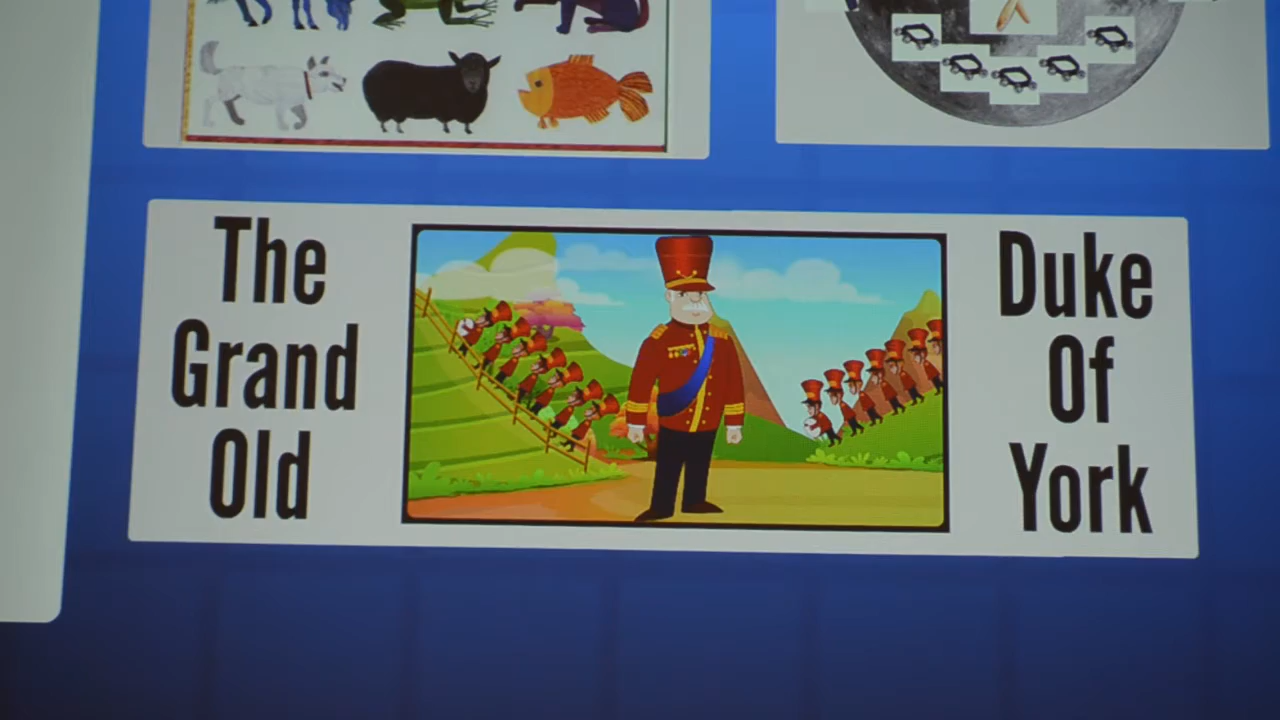 The
Grand
Old
Duke
Of
York